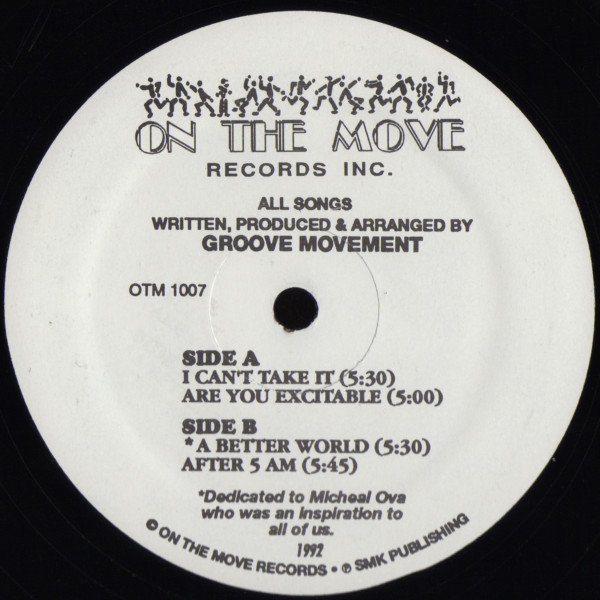 ON THE MOVE
RECORDS INC.
ALL SONGS
WRITTEN, PRODUCED & ARRANGED BY
GROOVE MOVEMENT
OTM 1007
SIDE A
I CAN'T TAKE IT (5:30)
ARE YOU EXCITABLE (5:00)
SIDE B
*A BETTER WORLD (5:30)
AFTER 5 AM (5:45)
*Dedicated to Micheal Ova
who was an inspiration to
all of us.
1992
© ON THE MOVE RECORDS • ℗ SMK PUBLISHING